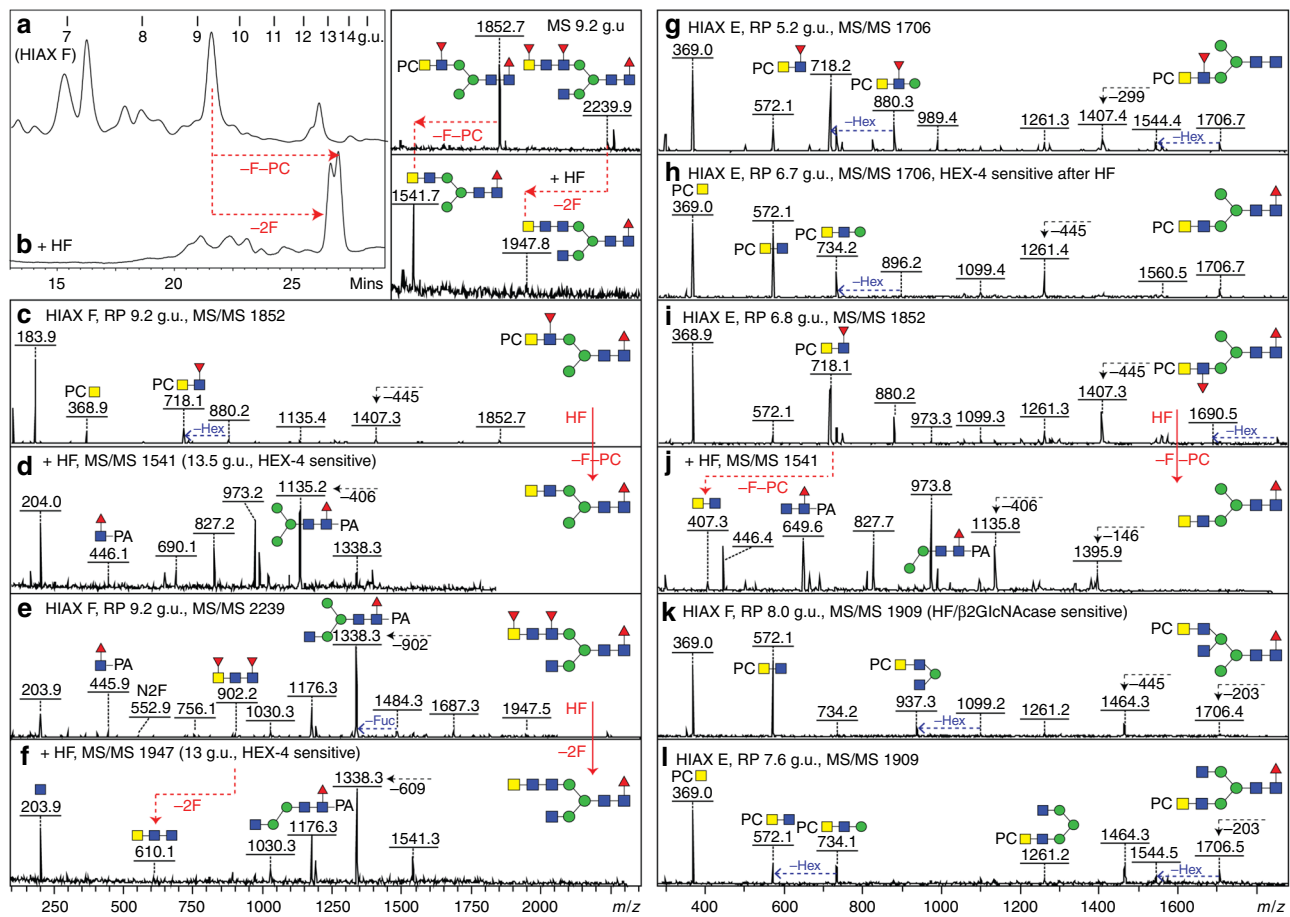 a
7 8 9 10 11 12 13 14 g.u.
(HIAX F)
–F–PC
–2F
b + HF
15 20 25 Mins
MS 9.2 g.u
1852.7
PC
2239.9
–F–PC
+ HF
1541.7
–2F
1947.8
c HIAX F, RP 9.2 g.u., MS/MS 1852
183.9
PC
368.9
PC
718.1
880.2
–Hex
1135.4
–445
1407.3
1852.7
PC
HF
–F–PC
d + HF, MS/MS 1541 (13.5 g.u., HEX-4 sensitive)
204.0
PA
446.1
690.1
827.2
973.2
1135.2
–406
PA
1338.3
e HIAX F, RP 9.2 g.u., MS/MS 2239
203.9
PA
445.9
N2F
552.9
756.1
902.2
1030.3
1176.3
PA
1338.3
–902
–Fuc
1484.3
1687.3
1947.5
HF
–2F
f + HF, MS/MS 1947 (13 g.u., HEX-4 sensitive)
203.9
–2F
610.1
1030.3
PA
1176.3
1338.3
–609
1541.3
250 500 750 1000 1250 1500 1750 2000 m/z
g HIAX E, RP 5.2 g.u., MS/MS 1706
369.0
572.1
PC
718.2
PC
880.3
–Hex
989.4
1261.3
–299
1407.4
1544.4
–Hex
1706.7
PC
h HIAX E, RP 6.7 g.u., MS/MS 1706, HEX-4 sensitive after HF
PC
369.0
572.1
PC
PC
734.2
–Hex
896.2
1099.4
–445
1261.4
1560.5
1706.7
PC
i HIAX E, RP 6.8 g.u., MS/MS 1852
368.9
572.1
PC
718.1
880.2
973.3
1099.3
1261.3
–445
1407.3
1690.5
–Hex
PC
HF
–F–PC
j + HF, MS/MS 1541
–F–PC
407.3
446.4
PA
649.6
827.7
973.8
PA
–406
1135.8
–146
1395.9
k HIAX F, RP 8.0 g.u., MS/MS 1909 (HF/β2GlcNAcase sensitive)
369.0
572.1
PC
734.2
PC
937.3
–Hex
1099.2
1261.2
–445
1464.3
–203
1706.4
PC
l HIAX E, RP 7.6 g.u., MS/MS 1909
PC
369.0
PC
572.1
–Hex
PC
734.1
PC
1261.2
1464.3
1544.5
–Hex
–203
1706.5
PC
400 600 800 1000 1200 1400 1600 m/z